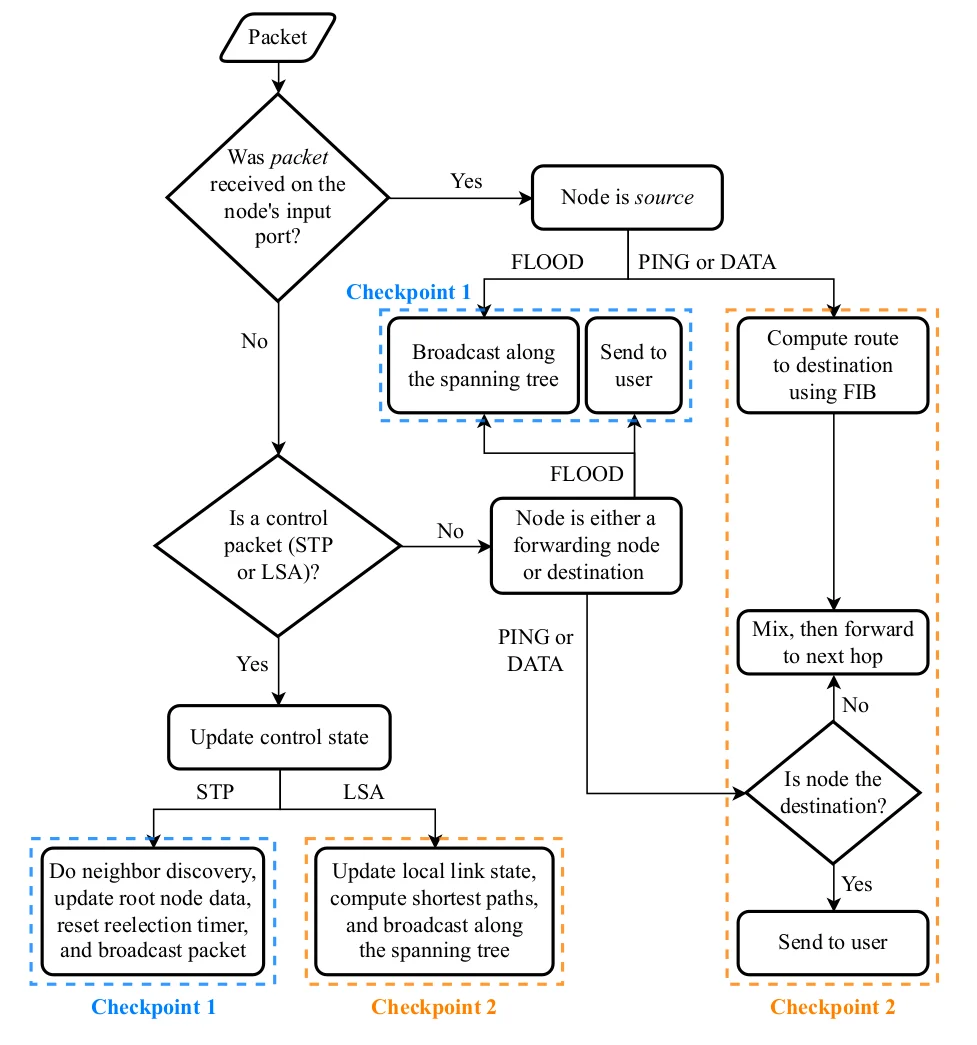 Packet
Was packet
received on the
node's input
port?
Yes
Node is source
FLOOD
PING or DATA
Checkpoint 1
No
Broadcast along
the spanning tree
Send to
user
Compute route
to destination
using FIB
FLOOD
Is a control
packet (STP
or LSA)?
No
Node is either a
forwarding node
or destination
PING or
DATA
Mix, then forward
to next hop
No
Yes
Update control state
Is node the
destination?
STP
LSA
Yes
Do neighbor discovery,
update root node data,
reset reelection timer,
and broadcast packet
Update local link state,
compute shortest paths,
and broadcast along
the spanning tree
Send to user
Checkpoint 1
Checkpoint 2
Checkpoint 2